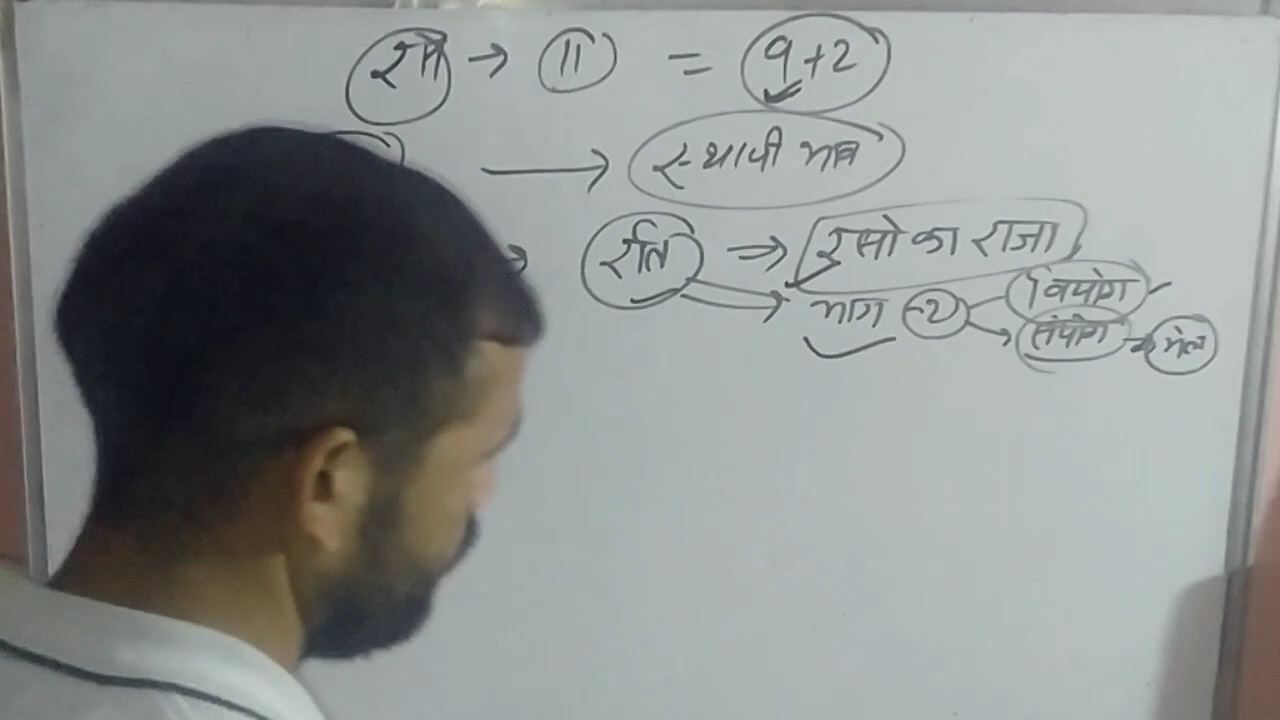 रस → 11 = 9+2
→ स्थायी भाव
→ रति ⇒ रसो का राजा
भाग -2 वियोग
संयोग → मेल